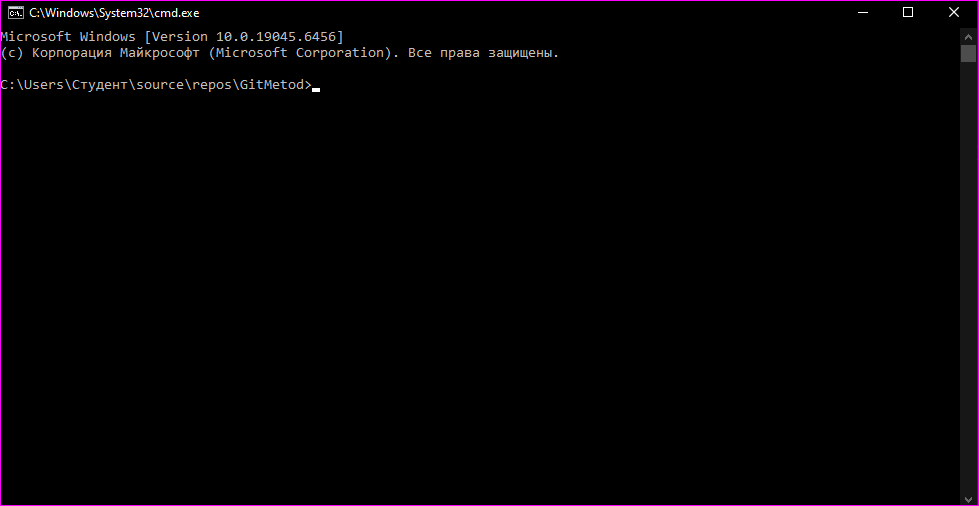 C:\Windows\System32\cmd.exe
Microsoft Windows [Version 10.0.19045.6456]
(c) Корпорация Майкрософт (Microsoft Corporation). Все права защищены.
C:\Users\Студент\source\repos\GitMetod>